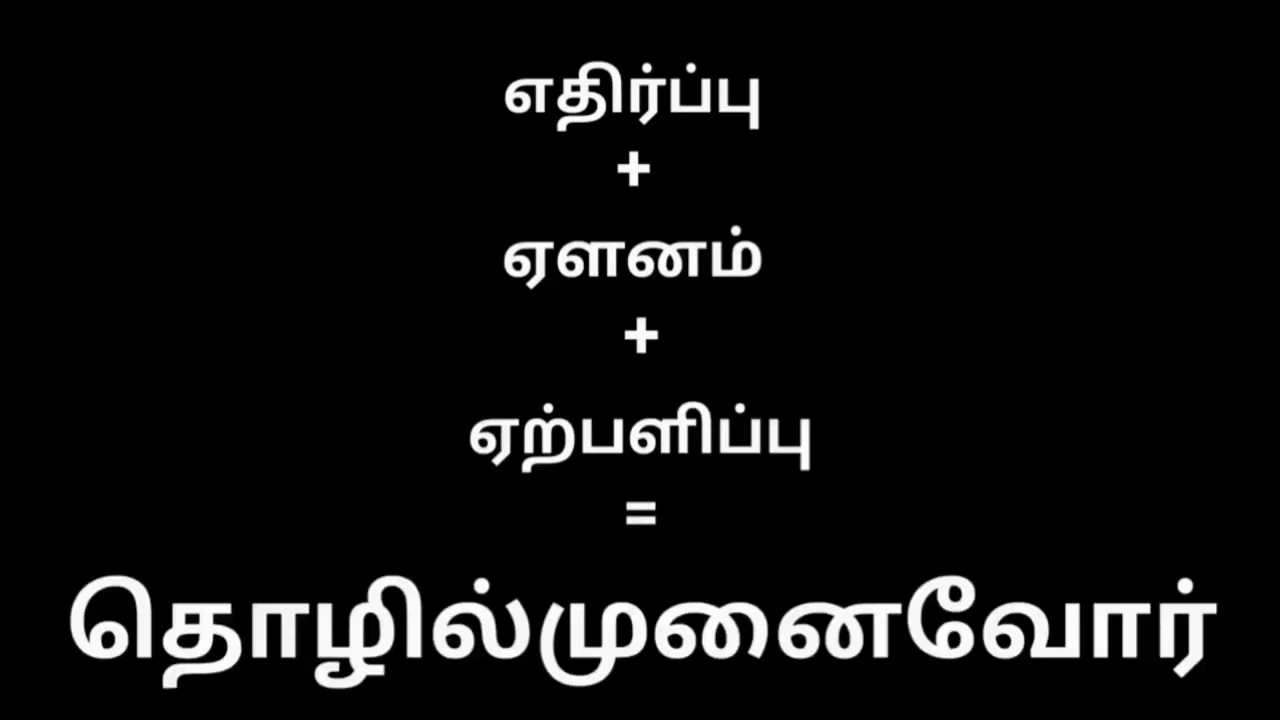 எதிர்ப்பு
+
ஏளனம்
+
ஏற்பளிப்பு
=
தொழில்முனைவோர்